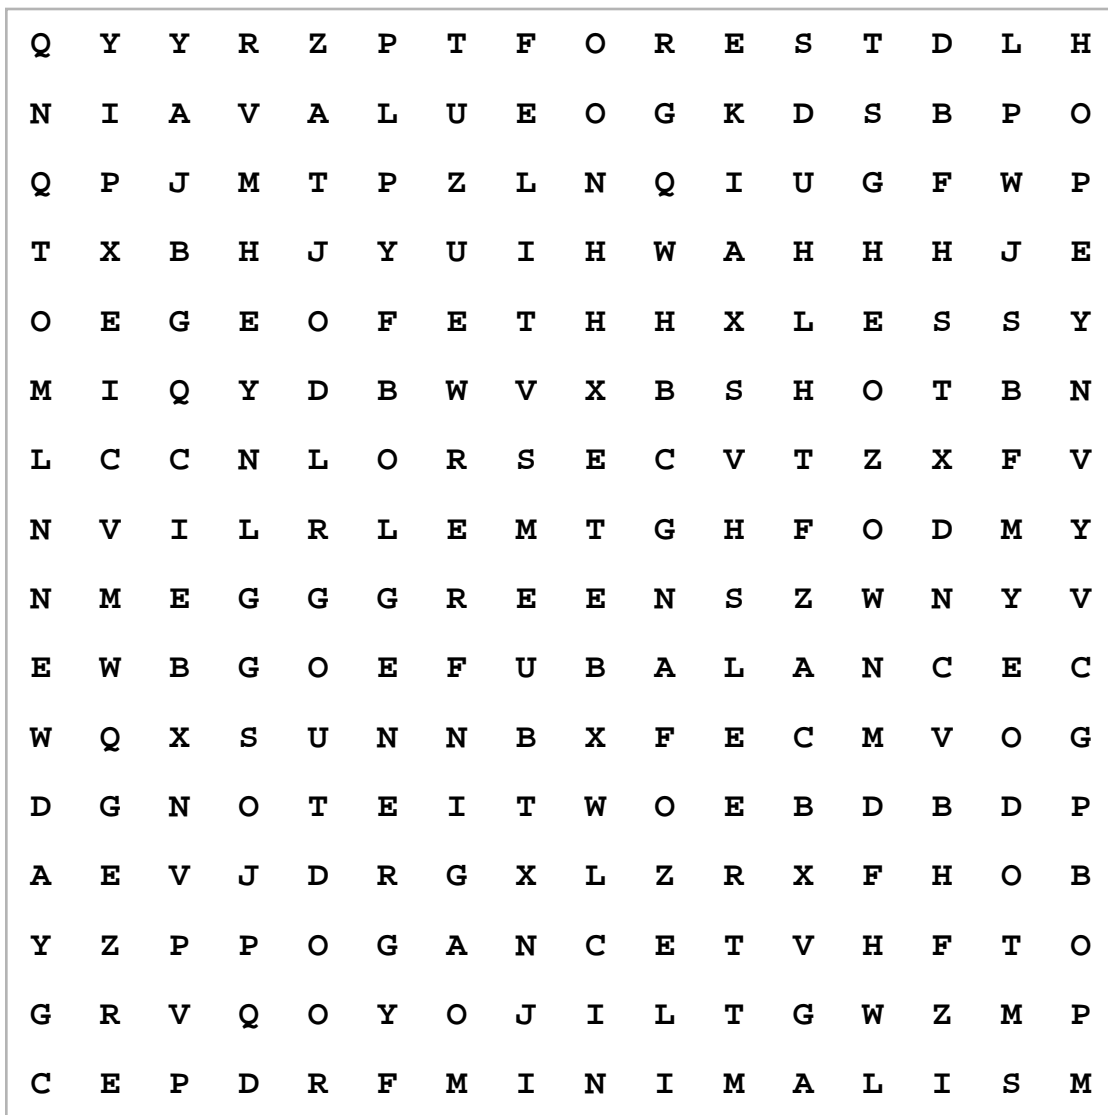 Q Y Y R Z P T F O R E S T D L H
N I A V A L U E O G K D S B P O
Q P J M T P Z L N Q I U G F W P
T X B H J Y U I H W A H H H J E
O E G E O F E T H H X L E S S Y
M I Q Y D B W V X B S H O T B N
L C C N L O R S E C V T Z X F V
N V I L R L E M T G H F O D M Y
N M E G G G R E E N S Z W N Y V
E W B G O E F U B A L A N C E C
W Q X S U N N B X F E C M V O G
D G N O T E I T W O E B D B D P
A E V J D R G X L Z R X F H O B
Y Z P P O G A N C E T V H F T O
G R V Q O Y O J I L T G W Z M P
C E P D R F M I N I M A L I S M